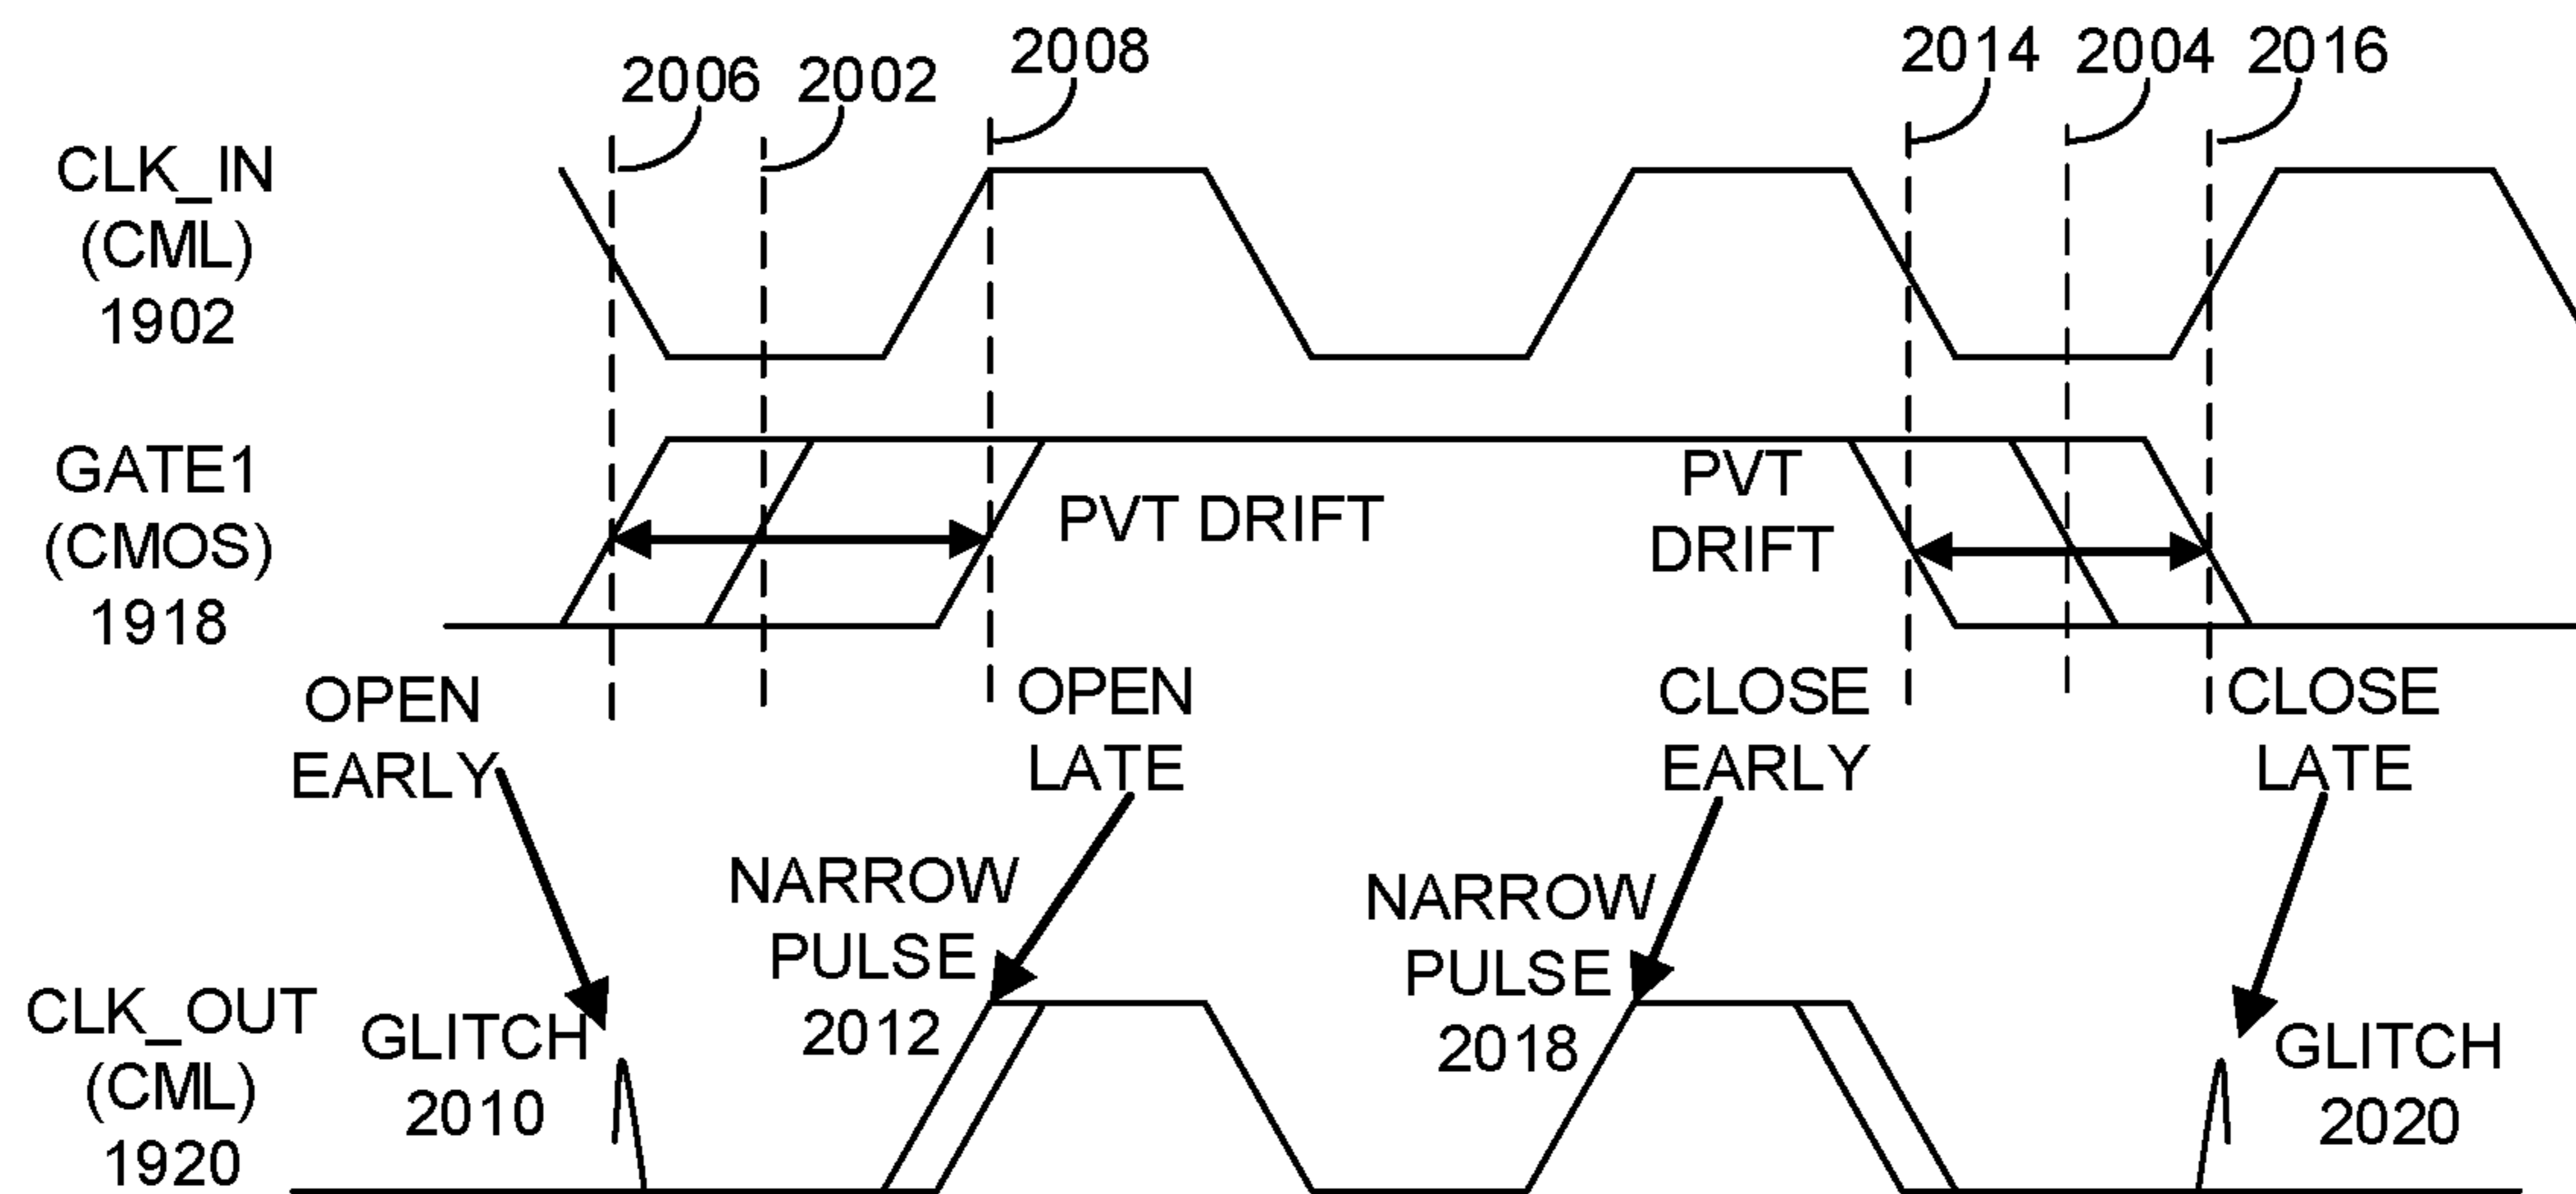 2006
2002
2008
2014
2004
2016
CLK_IN
(CML)
1902
GATE1
(CMOS)
1918
PVT DRIFT
PVT
DRIFT
OPEN
EARLY
OPEN
LATE
CLOSE
EARLY
CLOSE
LATE
CLK_OUT
(CML)
1920
GLITCH
2010
NARROW
PULSE
2012
NARROW
PULSE
2018
GLITCH
2020